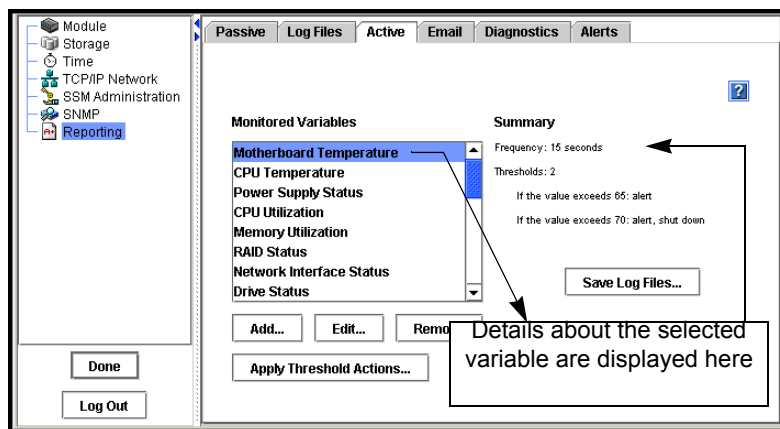 Module
Storage
Time
TCP/IP Network
SSM Administration
SNMP
Reporting
Done
Log Out
Passive
Log Files
Active
Email
Diagnostics
Alerts
?
Monitored Variables
Motherboard Temperature
CPU Temperature
Power Supply Status
CPU Utilization
Memory Utilization
RAID Status
Network Interface Status
Drive Status
Add...
Edit...
Remo
Apply Threshold Actions...
Summary
Frequency: 15 seconds
Thresholds: 2
If the value exceeds 65: alert
If the value exceeds 70: alert, shut down
Save Log Files...
Details about the selected
variable are displayed here